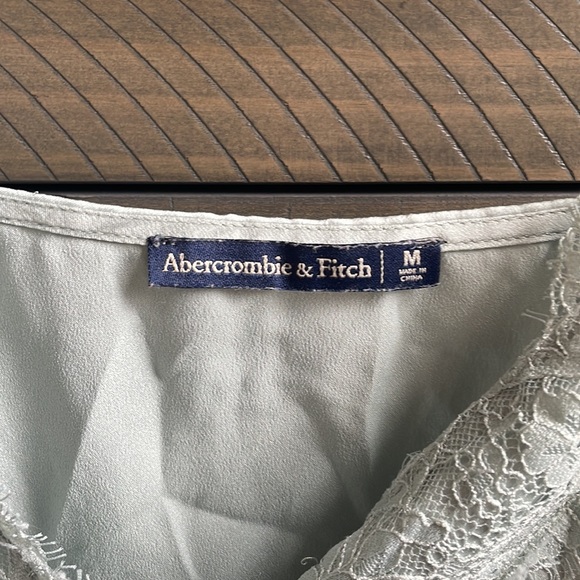 Abercrombie & Fitch | M
MADE IN
CHINA